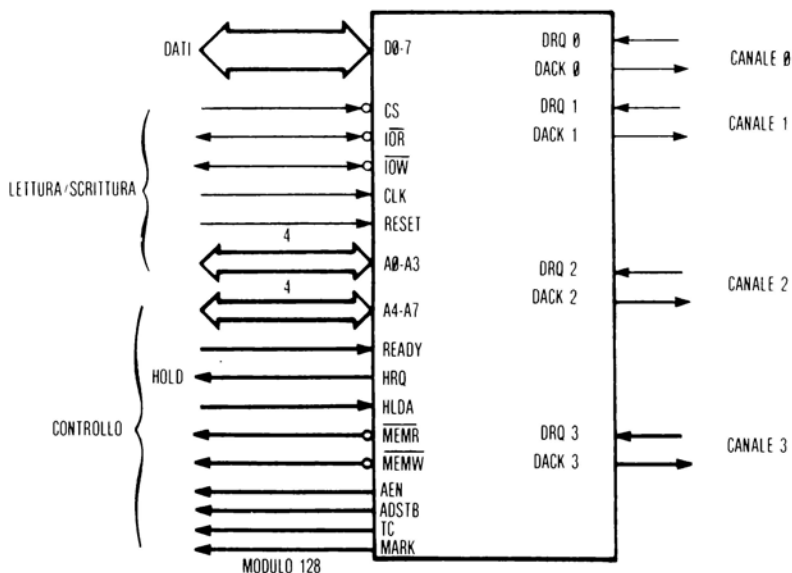 DATI
D0-7
DRQ 0
DACK 0
CANALE 0
CS
DRQ 1
DACK 1
CANALE 1
IOR
IOW
LETTURA/SCRITTURA
CLK
RESET
4
A0-A3
4
A4-A7
DRQ 2
DACK 2
CANALE 2
READY
HOLD
HRQ
HLDA
CONTROLLO
MEMR
MEMW
DRQ 3
DACK 3
CANALE 3
AEN
ADSTB
TC
MARK
MODULO 128